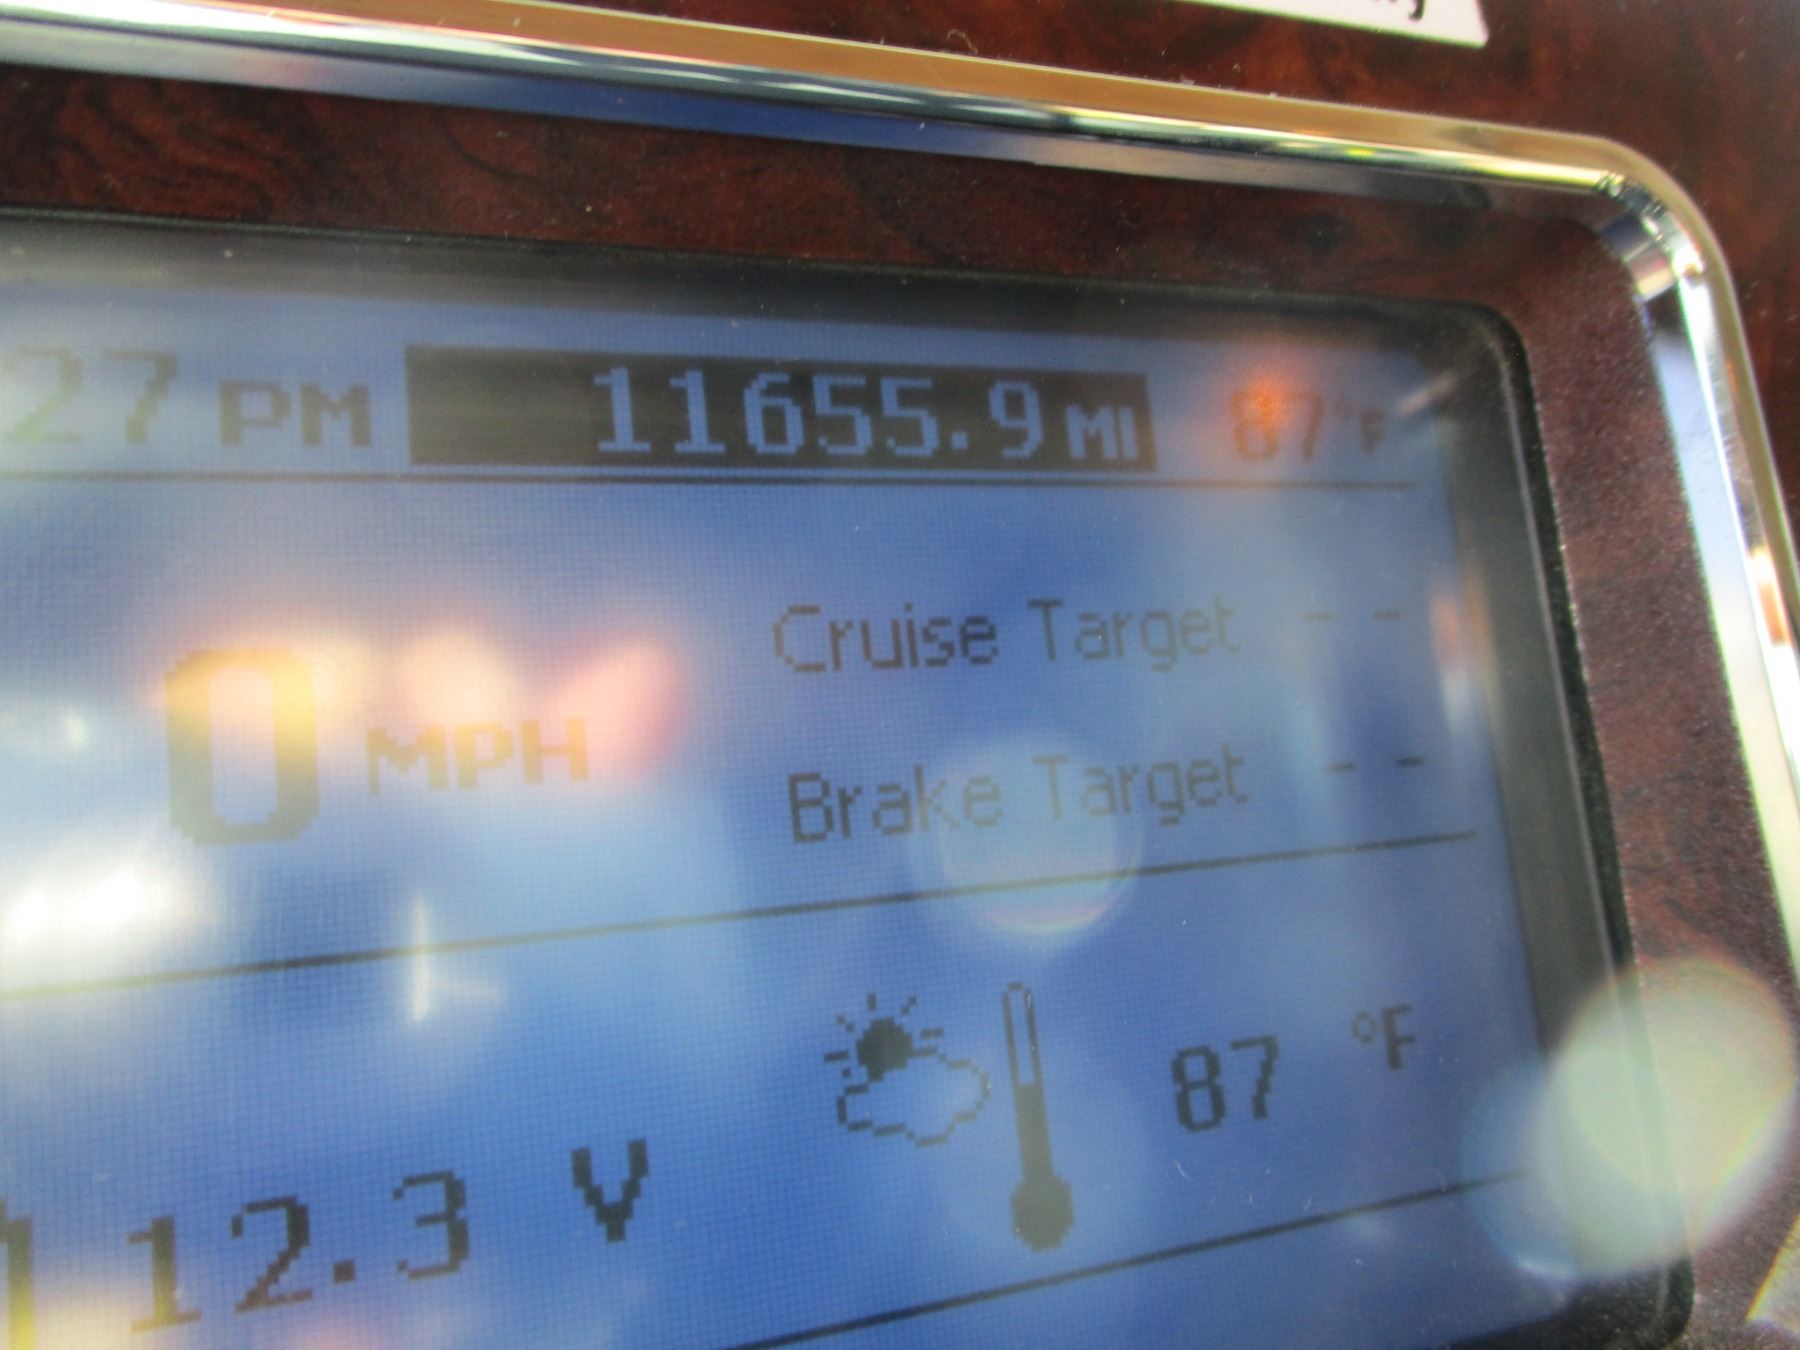 27 PM 11655.9 MI 87°F
0 MPH
Cruise Target - -
Brake Target - -
12.3 V
87 °F